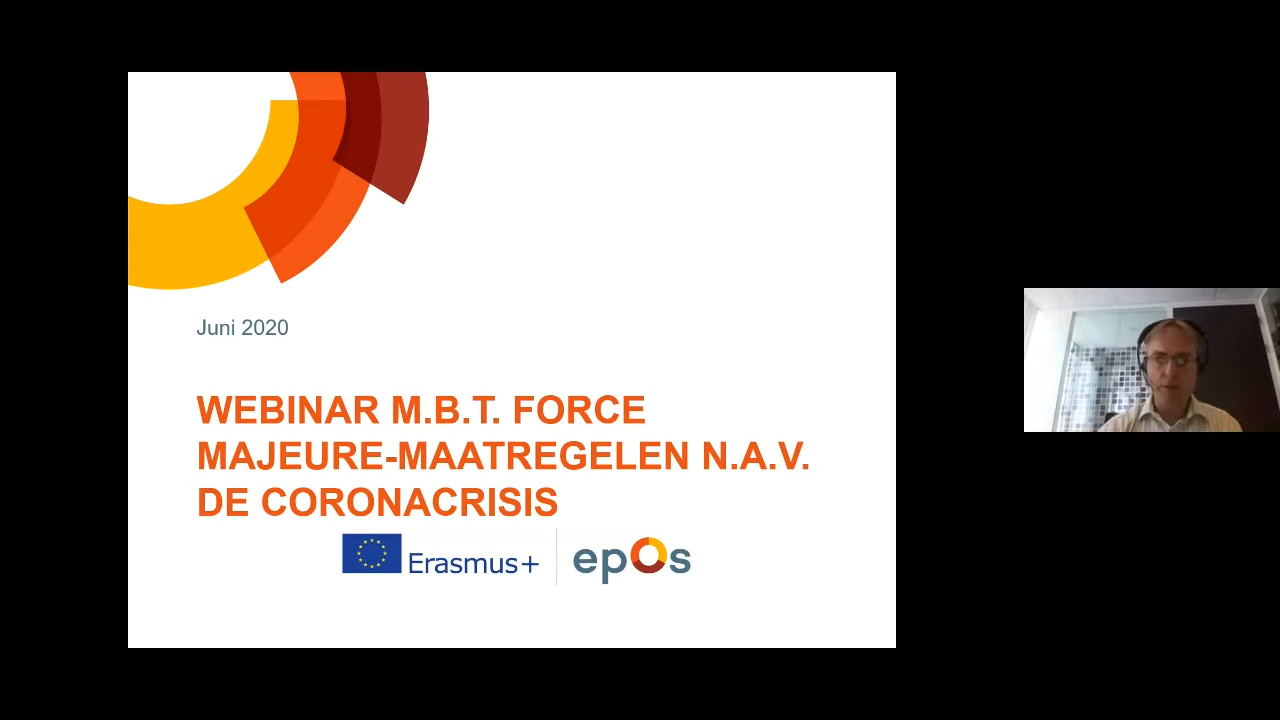 Juni 2020
WEBINAR M.B.T. FORCE
MAJEURE-MAATREGELEN N.A.V.
DE CORONACRISIS
Erasmus+
epos